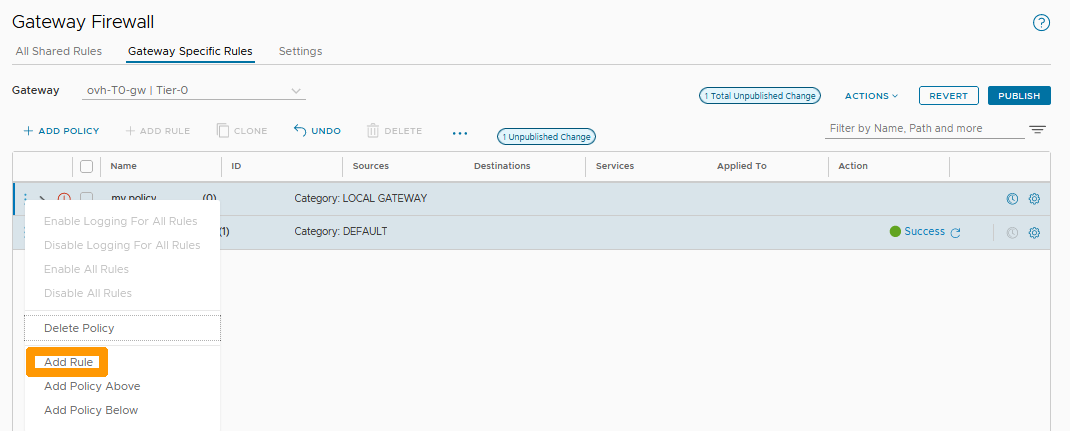 Gateway Firewall
?
All Shared Rules Gateway Specific Rules Settings
Gateway ovh-T0-gw | Tier-0 1 Total Unpublished Change ACTIONS REVERT PUBLISH
+ ADD POLICY + ADD RULE CLONE UNDO DELETE ... 1 Unpublished Change Filter by Name, Path and more
Name ID Sources Destinations Services Applied To Action
my policy (0) Category: LOCAL GATEWAY
(1) Category: DEFAULT Success
Enable Logging For All Rules
Disable Logging For All Rules
Enable All Rules
Disable All Rules
Delete Policy
Add Rule
Add Policy Above
Add Policy Below